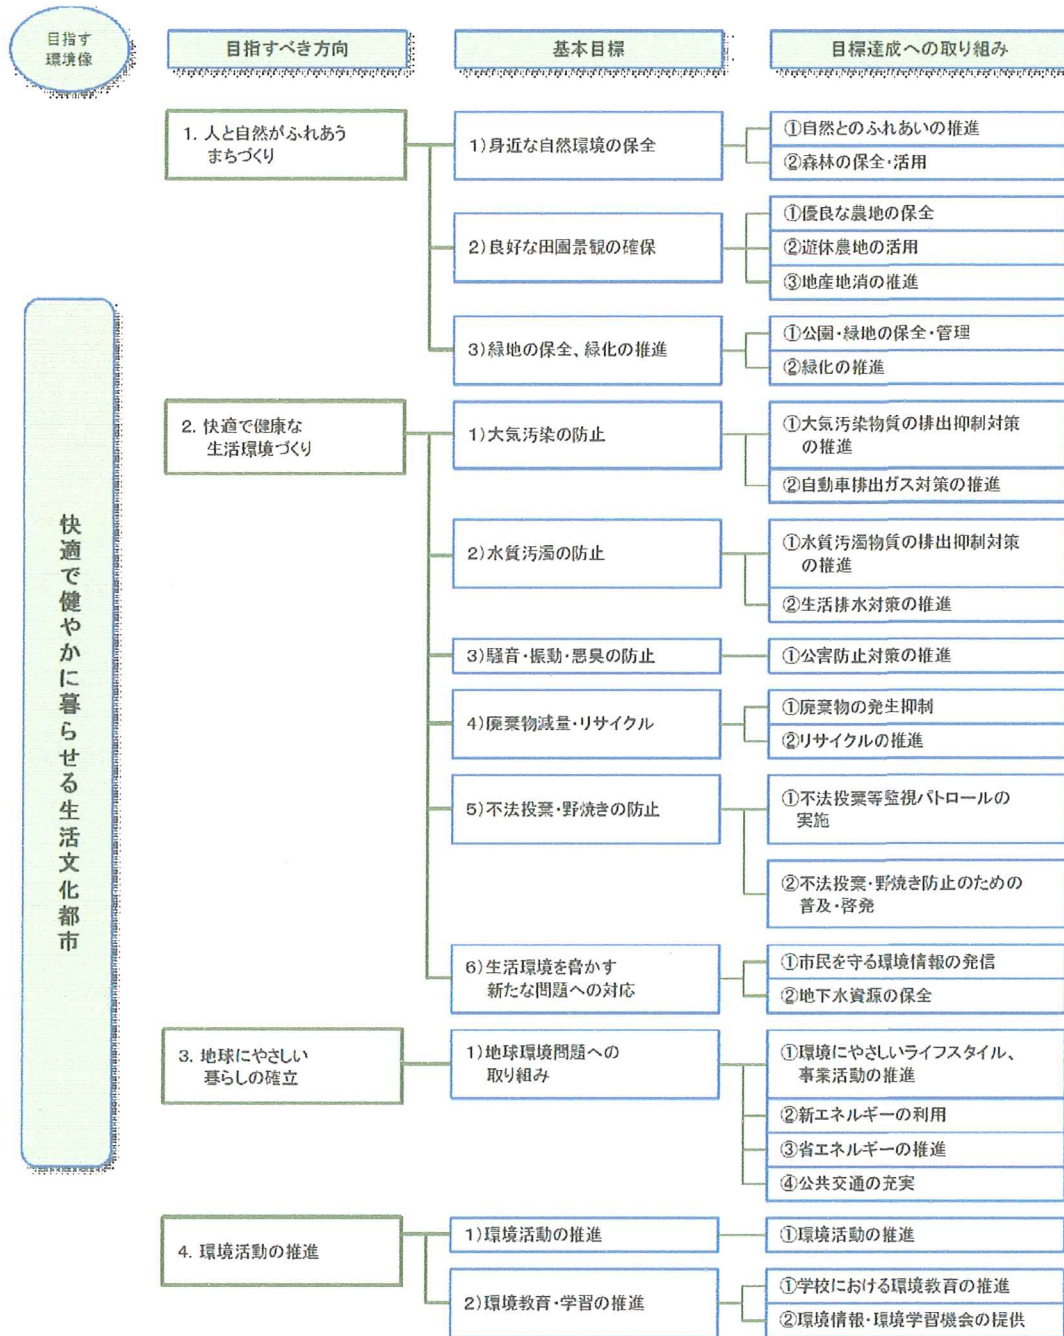 目指す
環境像
目指すべき方向
基本目標
目標達成への取り組み
快適で健やかに暮らせる生活文化都市
1. 人と自然がふれあう
まちづくり
1)身近な自然環境の保全
①自然とのふれあいの推進
②森林の保全・活用
2)良好な田園景観の確保
①優良な農地の保全
②遊休農地の活用
③地産地消の推進
3)緑地の保全、緑化の推進
①公園・緑地の保全・管理
②緑化の推進
2. 快適で健康な
生活環境づくり
1)大気汚染の防止
①大気汚染物質の排出抑制対策
の推進
②自動車排出ガス対策の推進
2)水質汚濁の防止
①水質汚濁物質の排出抑制対策
の推進
②生活排水対策の推進
3)騒音・振動・悪臭の防止
①公害防止対策の推進
4)廃棄物減量・リサイクル
①廃棄物の発生抑制
②リサイクルの推進
5)不法投棄・野焼きの防止
①不法投棄等監視パトロールの
実施
②不法投棄・野焼き防止のための
普及・啓発
6)生活環境を脅かす
新たな問題への対応
①市民を守る環境情報の発信
②地下水資源の保全
3. 地球にやさしい
暮らしの確立
1)地球環境問題への
取り組み
①環境にやさしいライフスタイル、
事業活動の推進
②新エネルギーの利用
③省エネルギーの推進
④公共交通の充実
4. 環境活動の推進
1)環境活動の推進
①環境活動の推進
2)環境教育・学習の推進
①学校における環境教育の推進
②環境情報・環境学習機会の提供